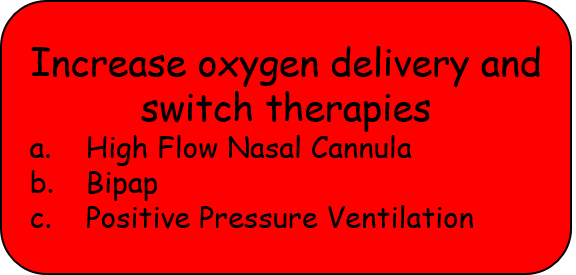 Increase oxygen delivery and
switch therapies
a. High Flow Nasal Cannula
b. Bipap
c. Positive Pressure Ventilation